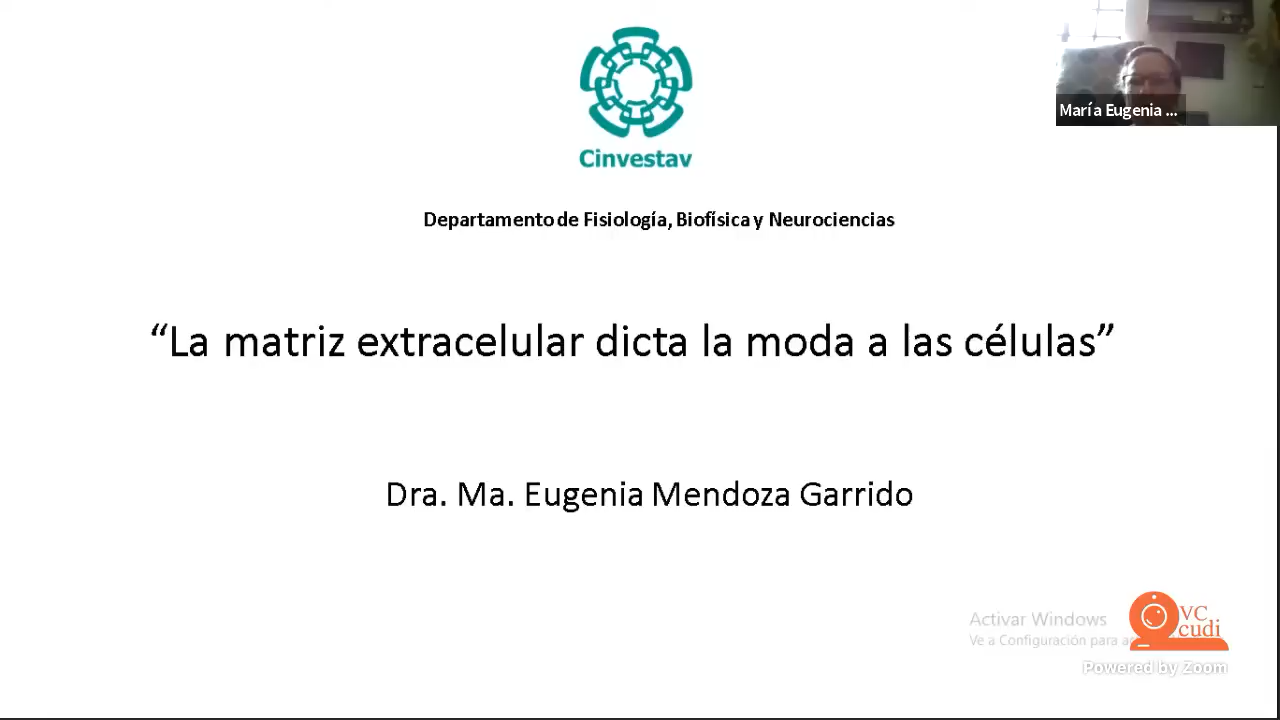 Cinvestav
María Eugenia ...
Departamento de Fisiología, Biofísica y Neurociencias
“La matriz extracelular dicta la moda a las células”
Dra. Ma. Eugenia Mendoza Garrido
Activar Windows
Ve a Configuración para
VC
cudi
Powered by Zoom